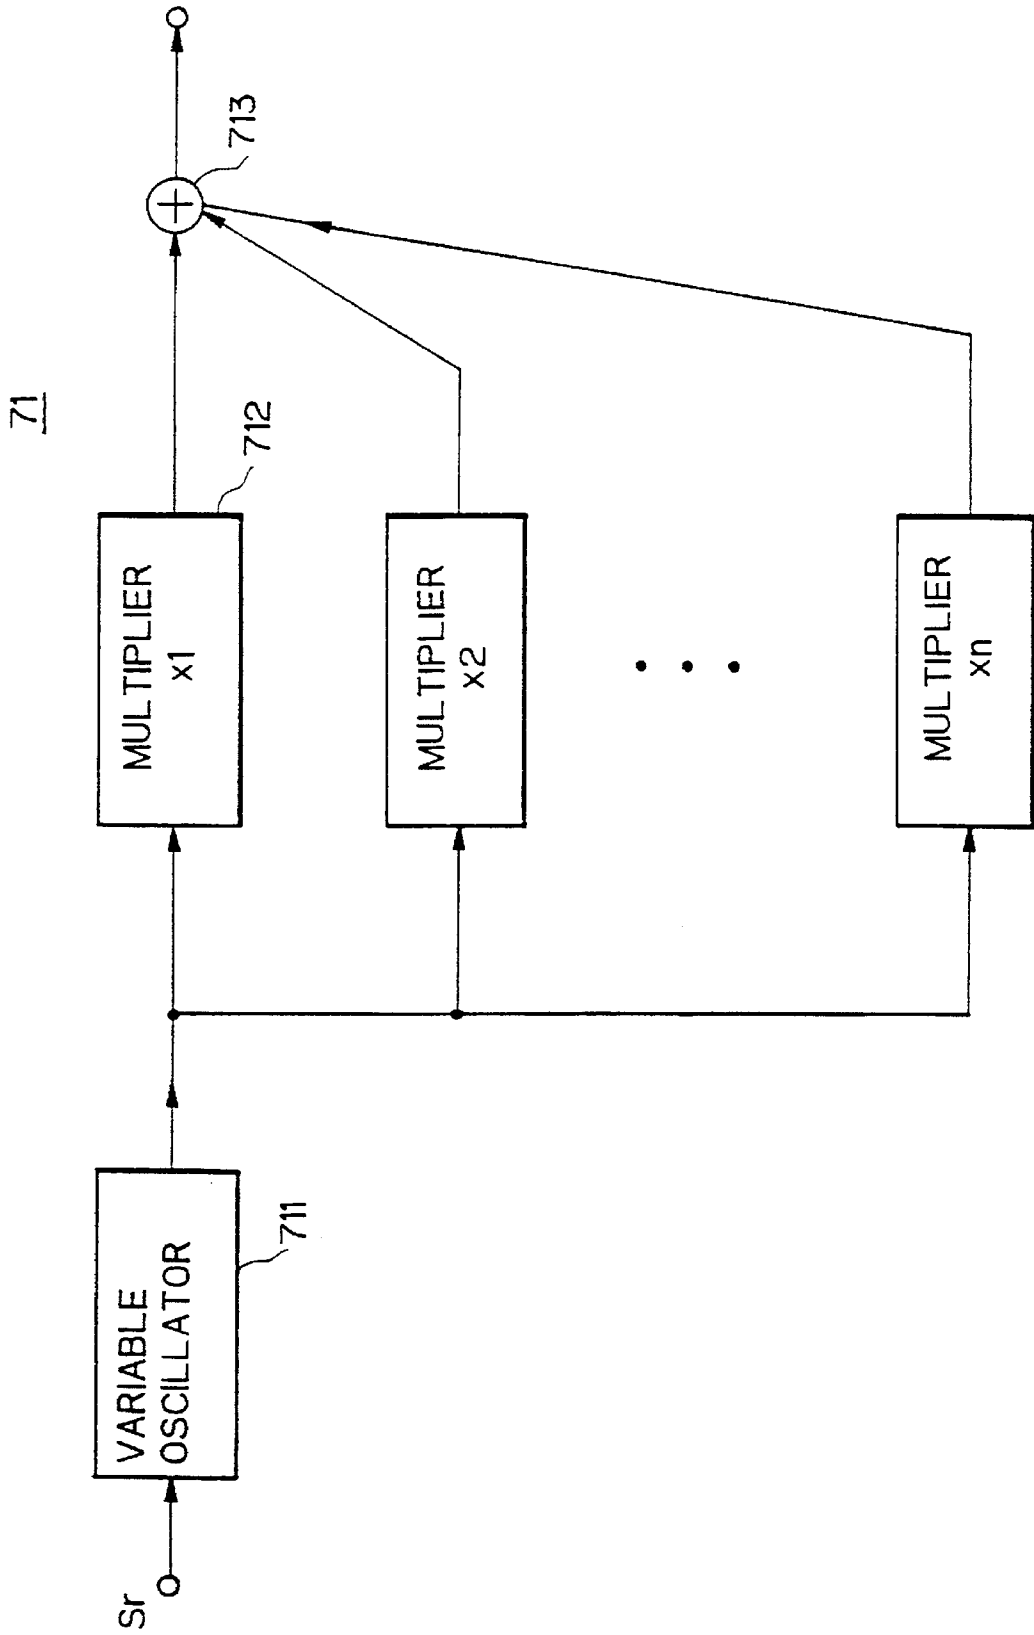 71
Sr
VARIABLE
OSCILLATOR
711
MULTIPLIER
x1
712
713
MULTIPLIER
x2
MULTIPLIER
xn